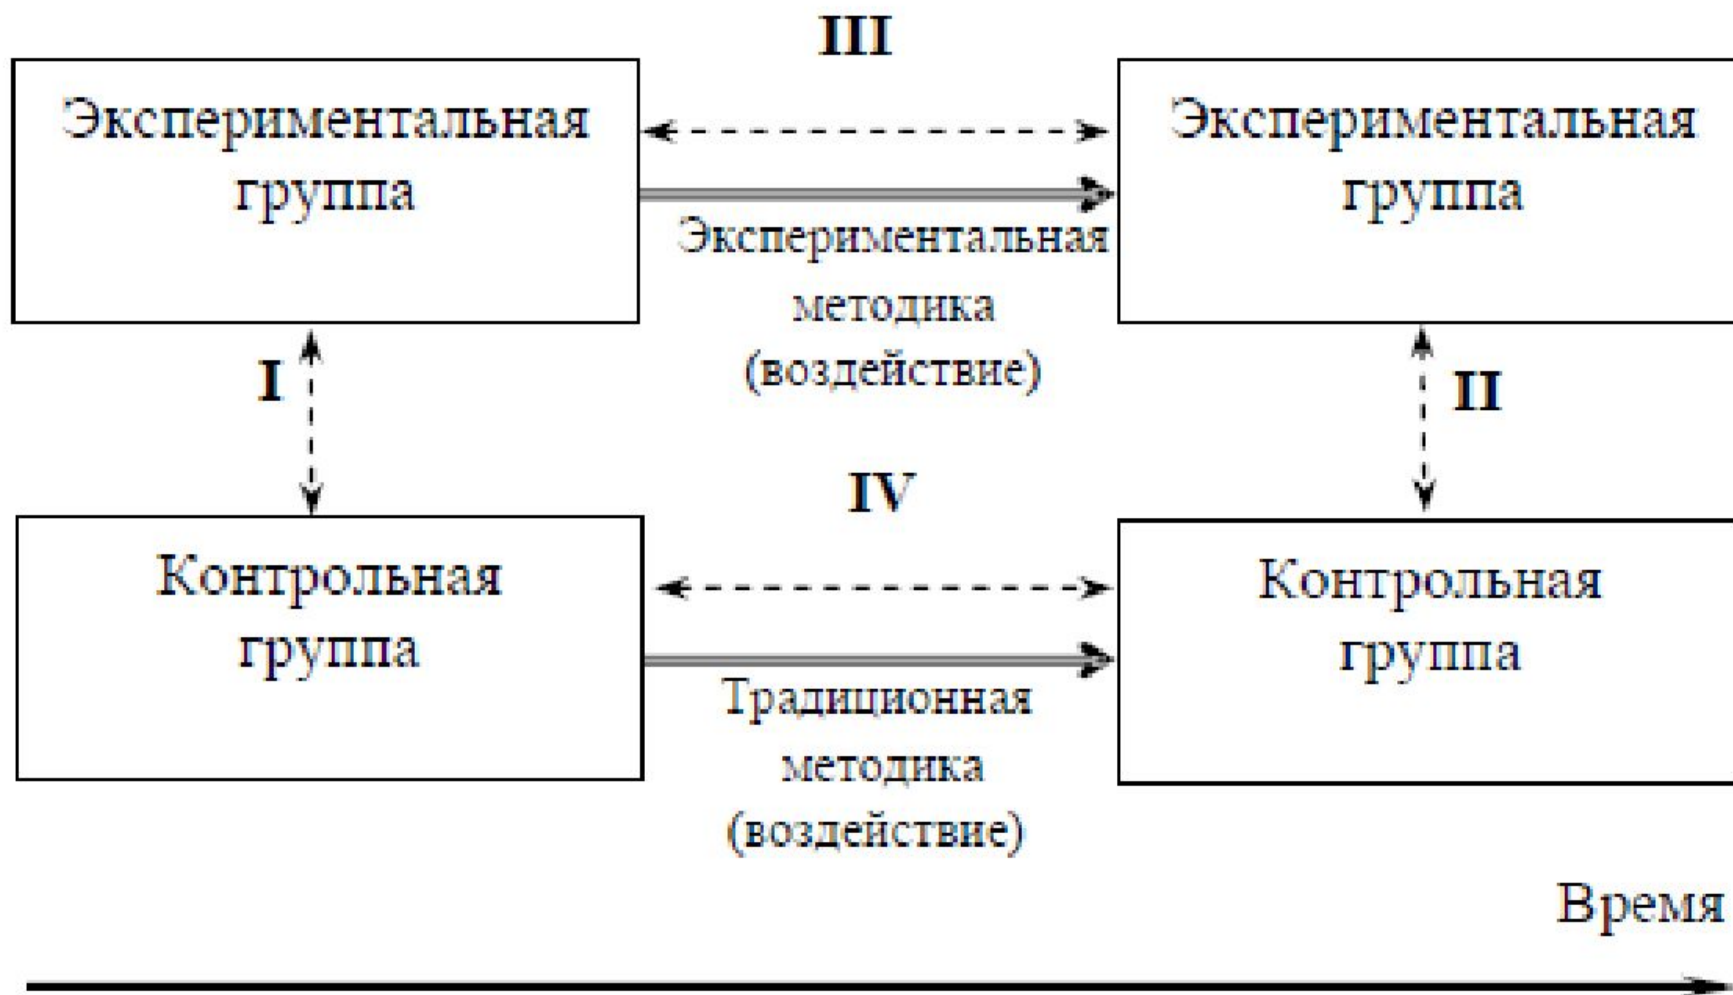 III
Экспериментальная
группа
Экспериментальная
группа
Экспериментальная
методика
(воздействие)
I
II
IV
Контрольная
группа
Контрольная
группа
Традиционная
методика
(воздействие)
Время